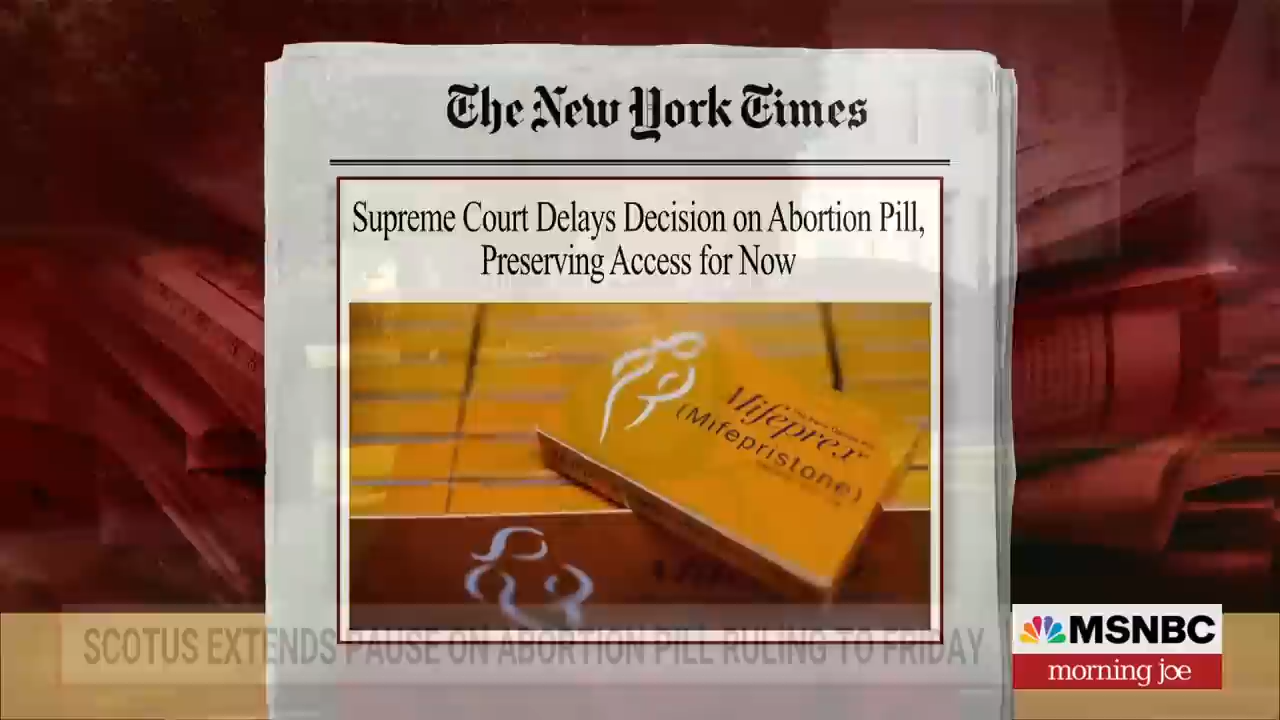 The New York Times
Supreme Court Delays Decision on Abortion Pill,
Preserving Access for Now
Mifeprex
(Mifepristone)
SCOTUS EXTENDS PAUSE ON ABORTION PILL RULING TO FRIDAY
MSNBC
morning joe